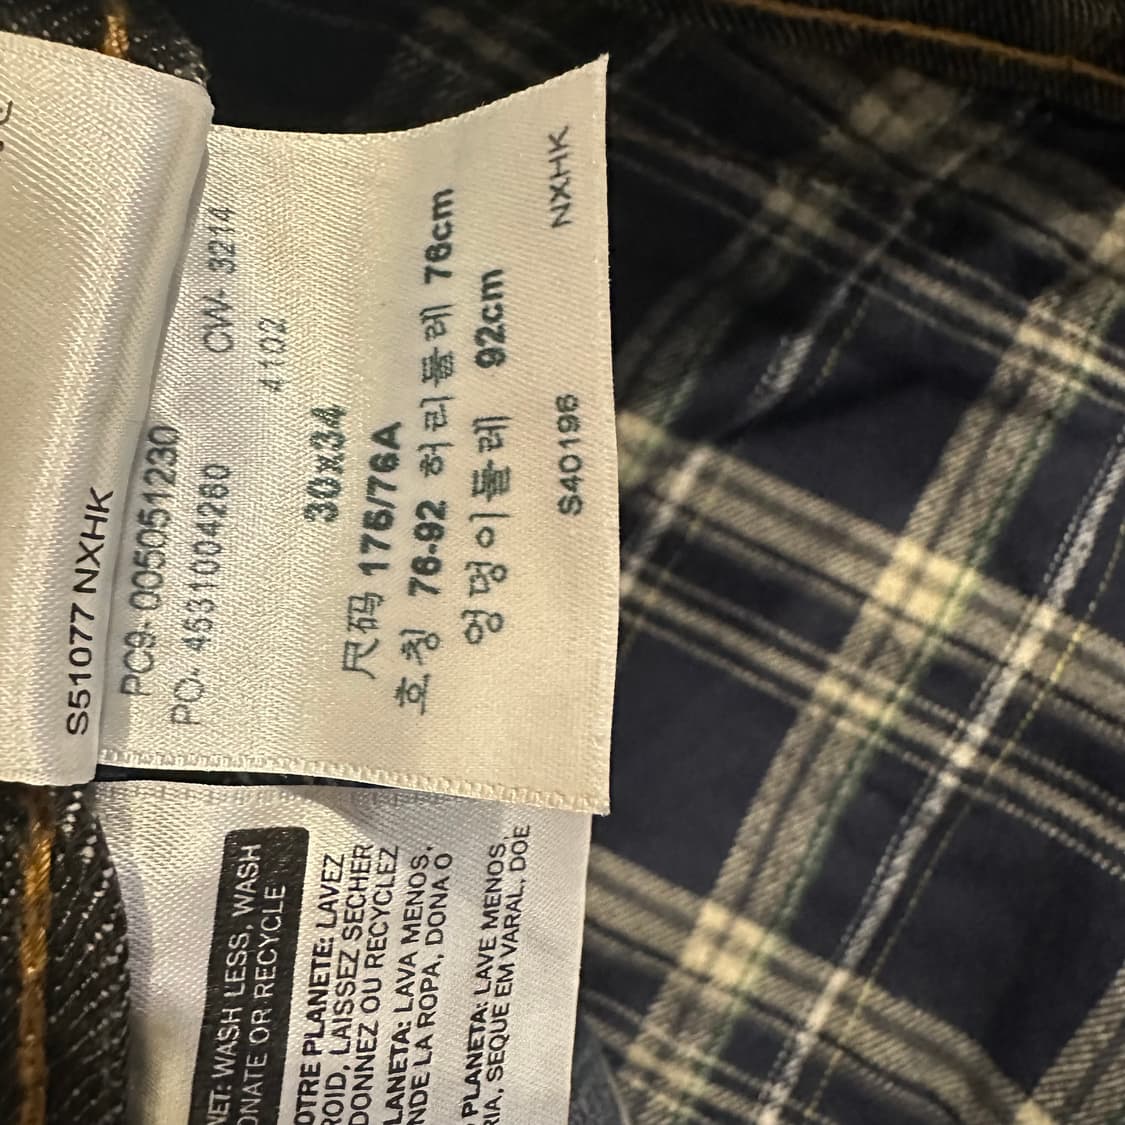 S51077 NXHK
PC9- 005051230
PO. 4531004260 CW- 3214
4102
30x34
尺码 175/76A
호칭 76-92 허리둘레 76cm
엉덩이둘레 92cm
S40196 NXHK
NET: WASH LESS, WASH
ONATE OR RECYCLE
OTRE PLANETE: LAVEZ
ROID, LAISSEZ SECHER
DONNEZ OU RECYCLEZ
LANETA: LAVA MENOS,
NDE LA ROPA, DONA O
PLANETA: LAVE MENOS,
RIA, SEQUE EM VARAL, DOE